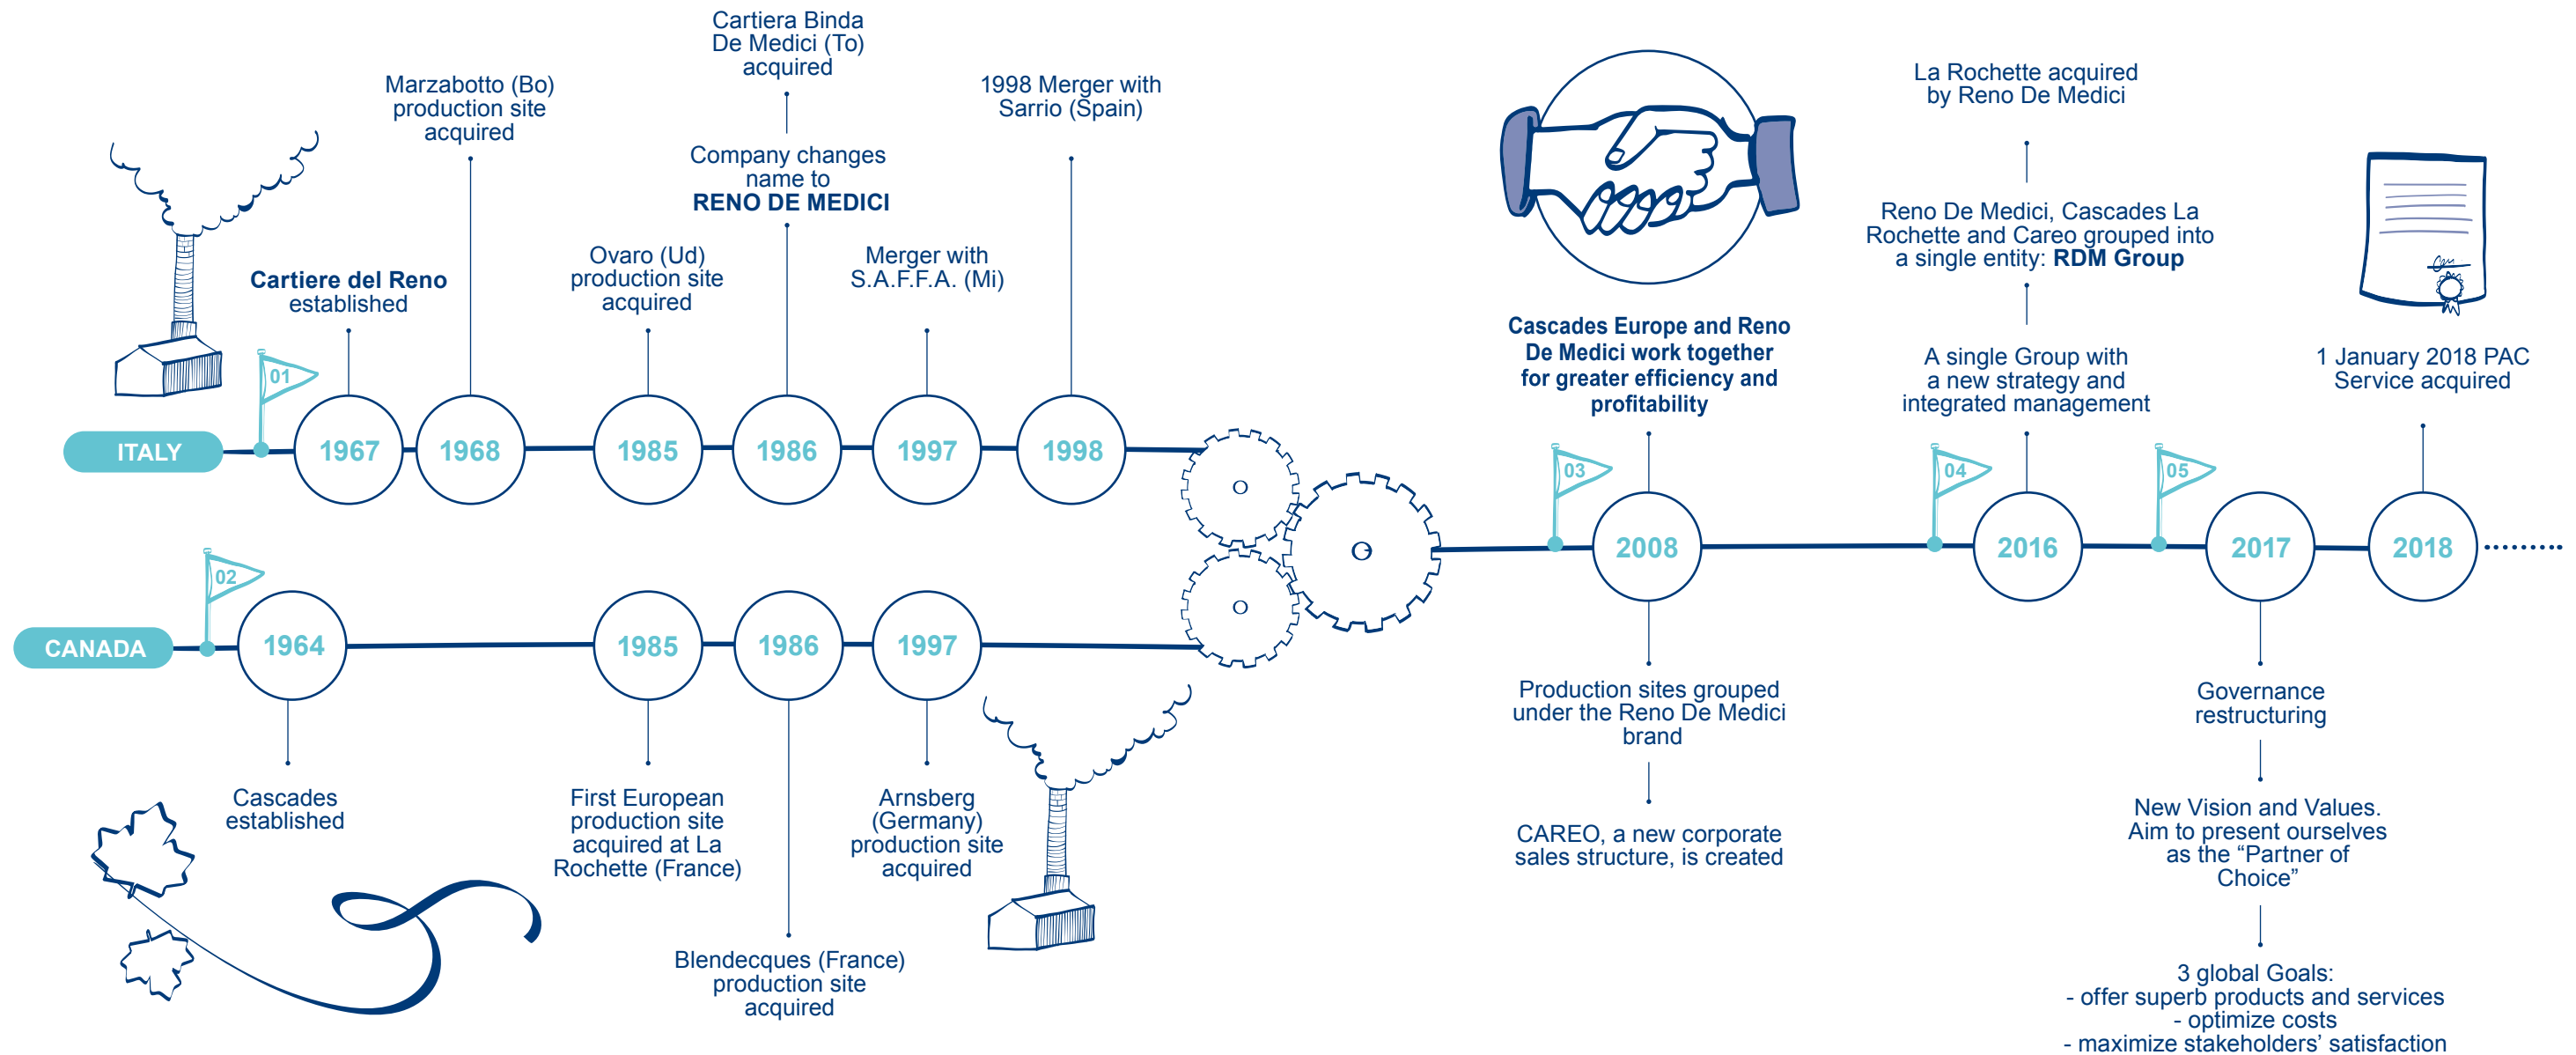 Cartiera Binda
De Medici (To)
acquired
Marzabotto (Bo)
production site
acquired
1998 Merger with
Sarrio (Spain)
Company changes
name to
RENO DE MEDICI
Cartiere del Reno
established
Ovaro (Ud)
production site
acquired
Merger with
S.A.F.F.A. (Mi)
01
ITALY
1967
1968
1985
1986
1997
1998
02
CANADA
1964
1985
1986
1997
Cascades
established
First European
production site
acquired at La
Rochette (France)
Arnsberg
(Germany)
production site
acquired
Blendecques (France)
production site
acquired
La Rochette acquired
by Reno De Medici
Reno De Medici, Cascades La
Rochette and Careo grouped into
a single entity: RDM Group
Cascades Europe and Reno
De Medici work together
for greater efficiency and
profitability
A single Group with
a new strategy and
integrated management
1 January 2018 PAC
Service acquired
03
2008
04
2016
05
2017
2018
Production sites grouped
under the Reno De Medici
brand
CAREO, a new corporate
sales structure, is created
Governance
restructuring
New Vision and Values.
Aim to present ourselves
as the “Partner of
Choice”
3 global Goals:
- offer superb products and services
- optimize costs
- maximize stakeholders’ satisfaction